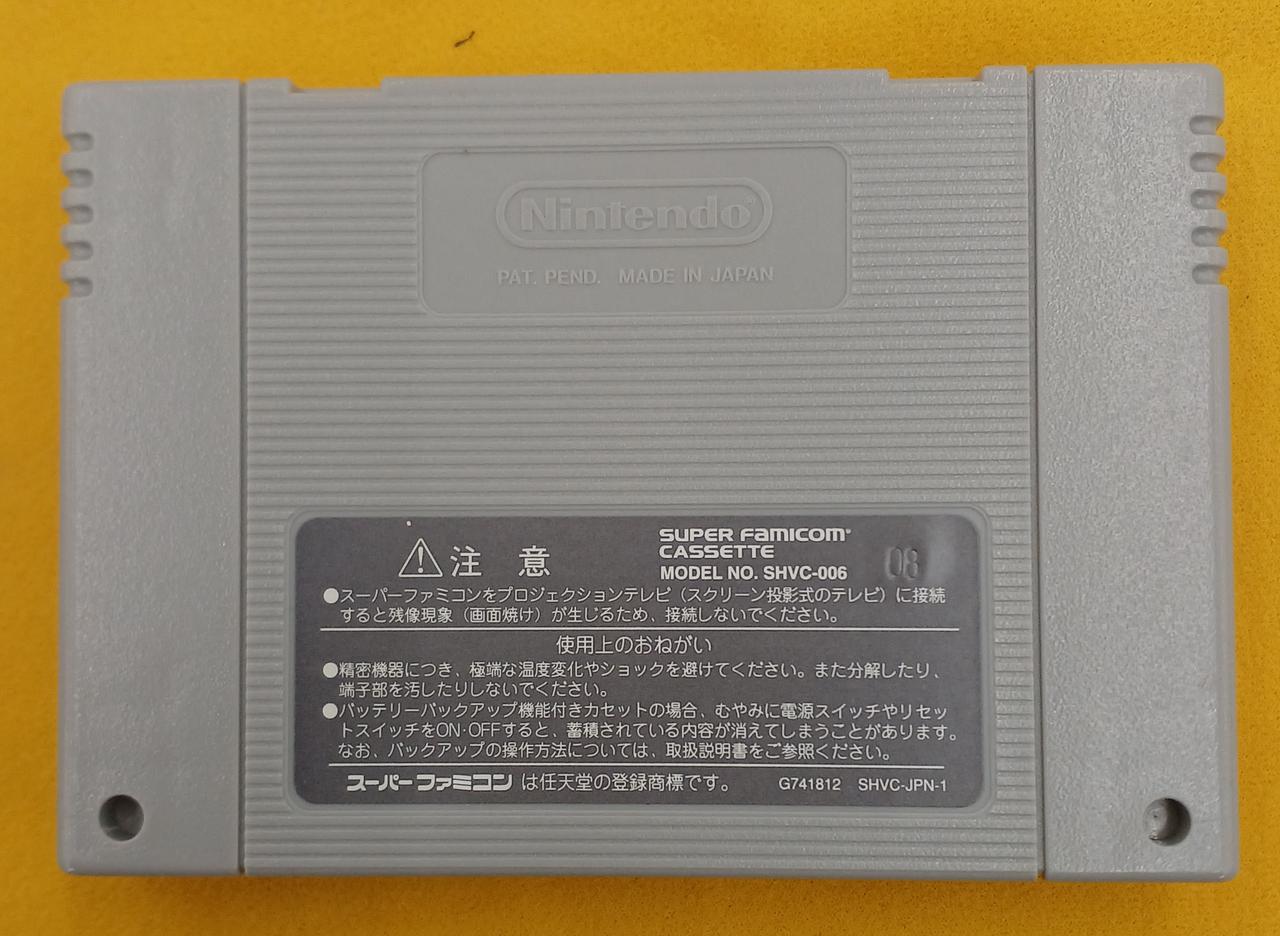 Nintendo®
PAT. PEND. MADE IN JAPAN
注意
SUPER FAMICOM®
CASSETTE
MODEL NO. SHVC-006
08
●スーパーファミコンをプロジェクションテレビ（スクリーン投影式のテレビ）に接続
すると残像現象（画面焼け）が生じるため、接続しないでください。
使用上のおねがい
●精密機器につき、極端な温度変化やショックを避けてください。また分解したり、
端子部を汚したりしないでください。
●バッテリーバックアップ機能付きカセットの場合、むやみに電源スイッチやリセッ
トスイッチをON·OFFすると、蓄積されている内容が消えてしまうことがあります。
なお、バックアップの操作方法については、取扱説明書をご参照ください。
スーパーファミコンは任天堂の登録商標です。 G741812 SHVC-JPN-1